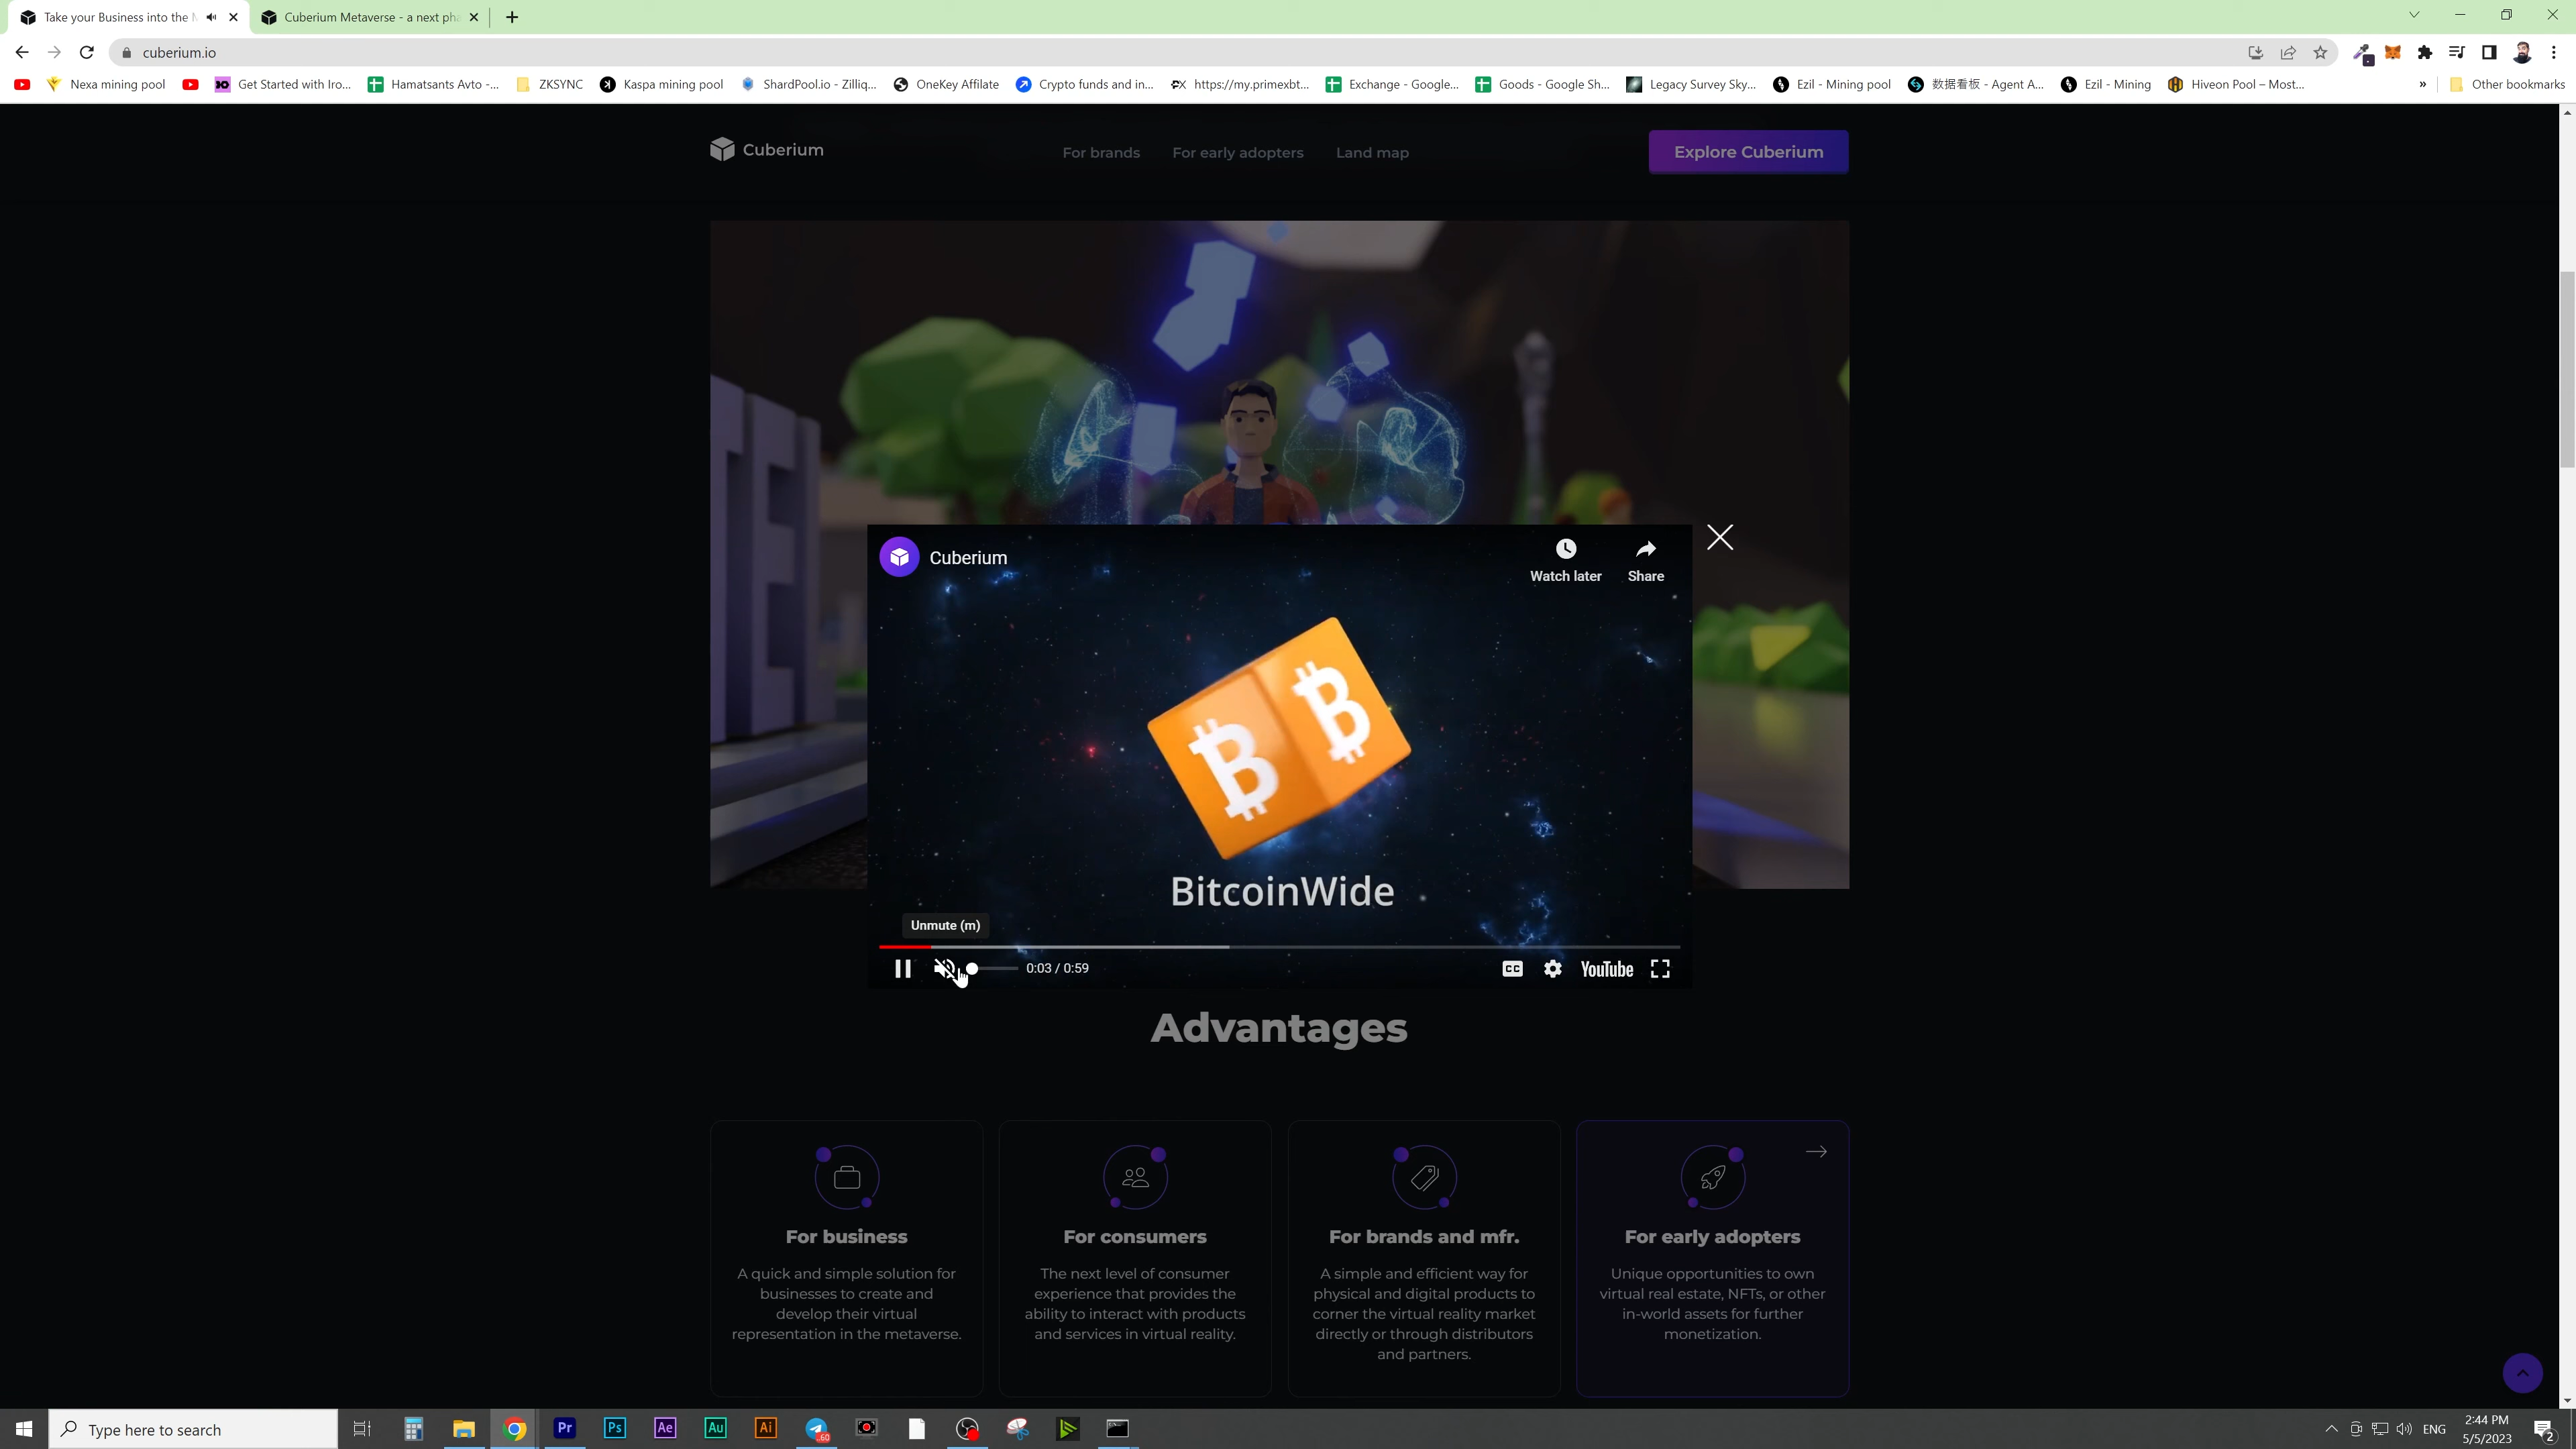 Take your Business into the M
Cuberium Metaverse - a next pha
cuberium.io
Nexa mining pool
Get Started with Iro...
Hamatsants Avto -...
ZKSYNC
Kaspa mining pool
ShardPool.io - Zilliq...
OneKey Affilate
Crypto funds and in...
https://my.primexbt...
Exchange - Google...
Goods - Google Sh...
Legacy Survey Sky...
Ezil - Mining pool
数据看板 - Agent A...
Ezil - Mining
Hiveon Pool – Most...
»
Other bookmarks
Cuberium
For brands
For early adopters
Land map
Explore Cuberium
Cuberium
Watch later
Share
BitcoinWide
Unmute (m)
0:03 / 0:59
CC
YouTube
Advantages
For business
A quick and simple solution for
businesses to create and
develop their virtual
representation in the metaverse.
For consumers
The next level of consumer
experience that provides the
ability to interact with products
and services in virtual reality.
For brands and mfr.
A simple and efficient way for
physical and digital products to
corner the virtual reality market
directly or through distributors
and partners.
For early adopters
Unique opportunities to own
virtual real estate, NFTs, or other
in-world assets for further
monetization.
Type here to search
Pr
Ps
Ae
Au
Ai
60
ENG
2:44 PM
5/5/2023
2